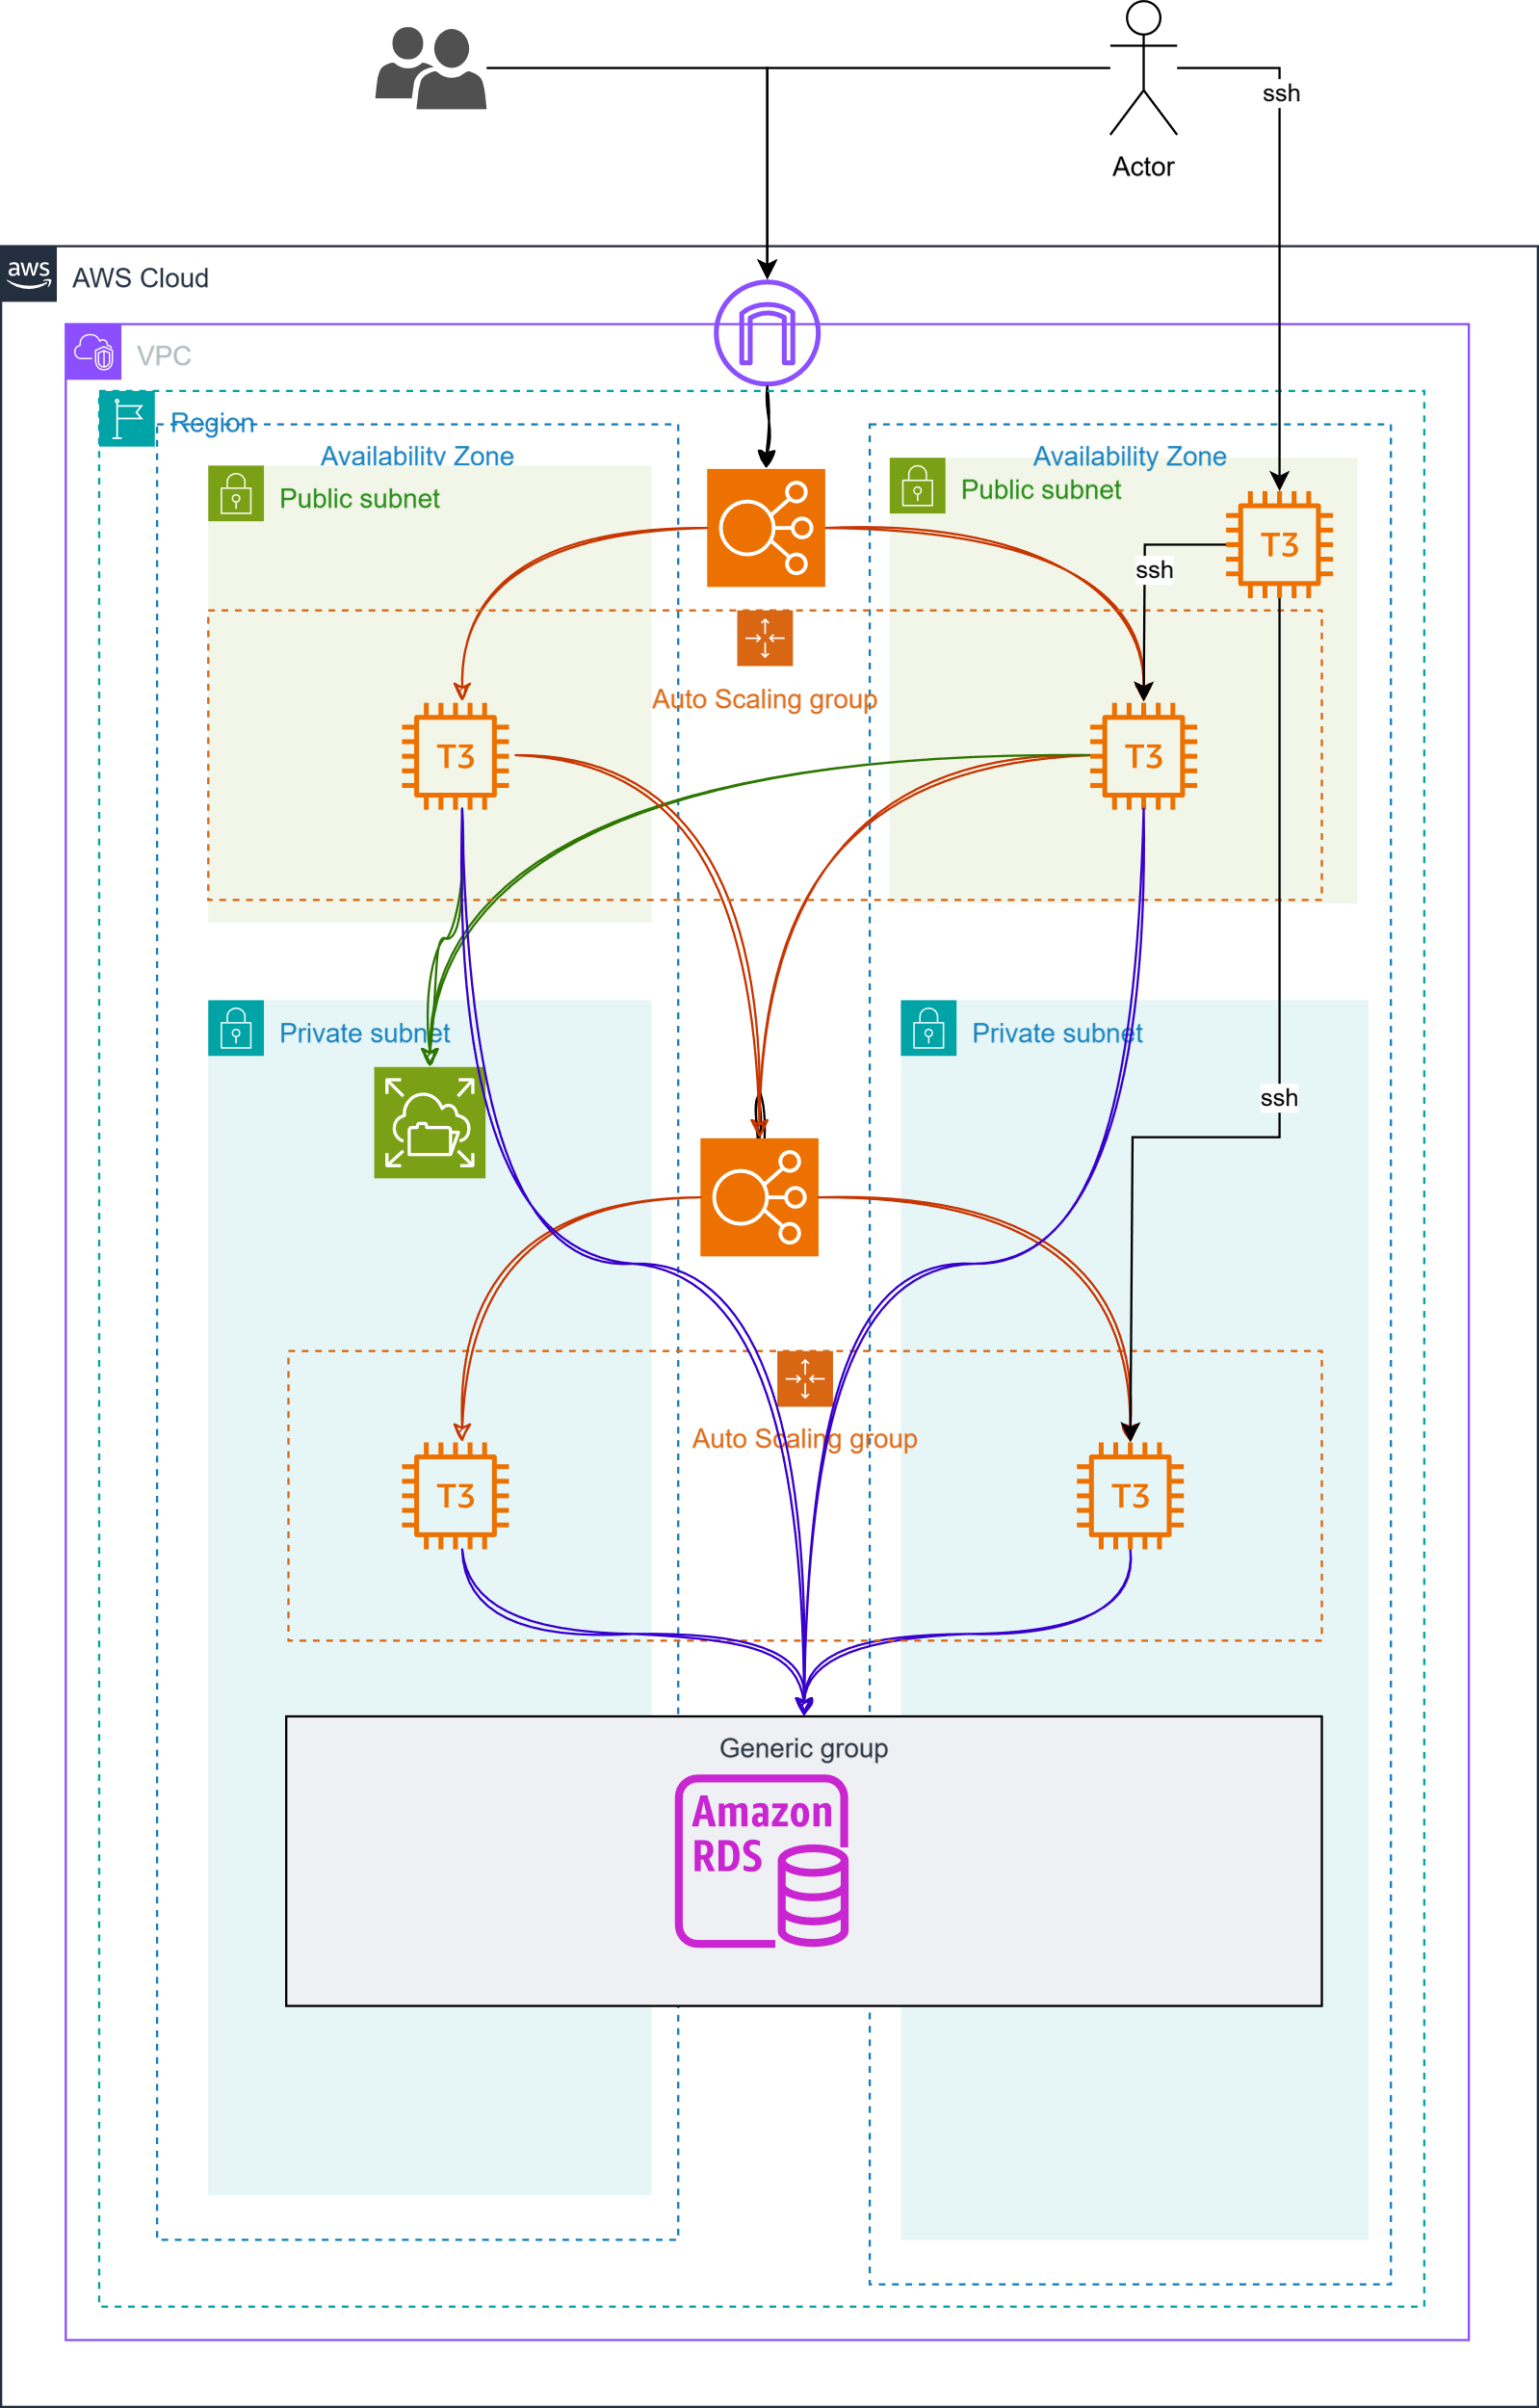 ssh
Actor
aws
AWS Cloud
VPC
Region
Availability Zone
Availability Zone
Public subnet
Public subnet
T3
ssh
Auto Scaling group
T3
T3
Private subnet
Private subnet
ssh
Auto Scaling group
T3
T3
Generic group
Amazon
RDS